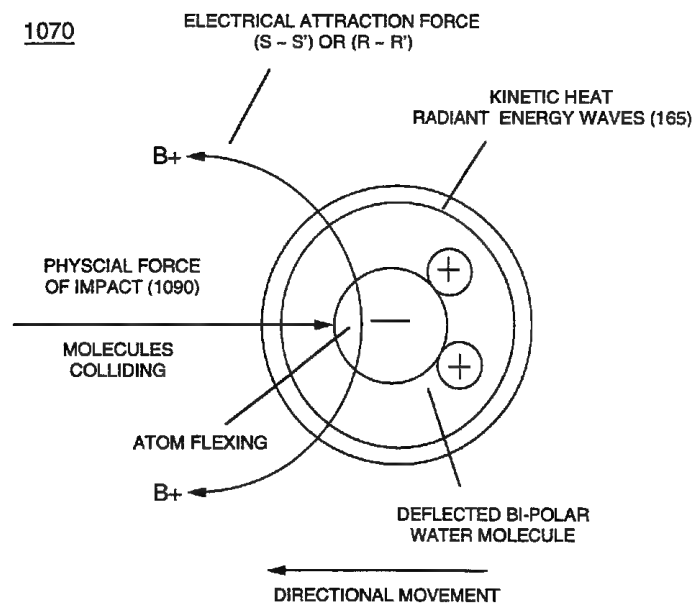 1070
ELECTRICAL ATTRACTION FORCE
(S ~ S') OR (R ~ R')
KINETIC HEAT
RADIANT ENERGY WAVES (165)
B+
PHYSCIAL FORCE
OF IMPACT (1090)
MOLECULES
COLLIDING
+
—
+
ATOM FLEXING
B+
DEFLECTED BI-POLAR
WATER MOLECULE
DIRECTIONAL MOVEMENT